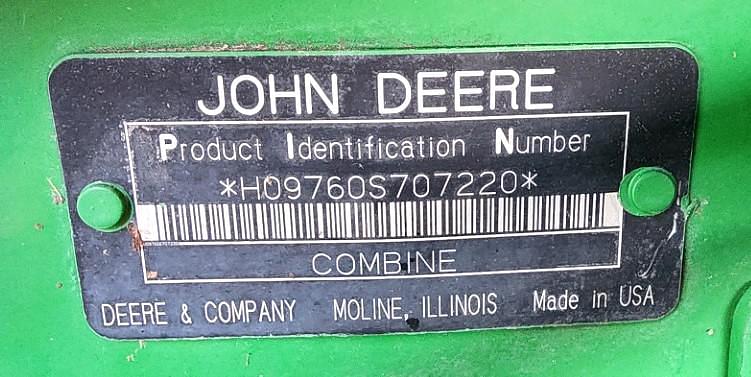 JOHN DEERE
Product Identification Number
*H09760S707220*
COMBINE
DEERE & COMPANY MOLINE, ILLINOIS Made in USA